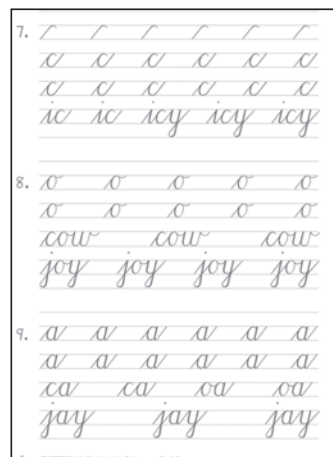 7.
c c c c c c
c c c c c c
ic ic icy icy icy
8. o o o o o
o o o o o
cow cow cow
joy joy joy joy
9. a a a a a a
a a a a a a
ca ca oa oa
jay jay jay